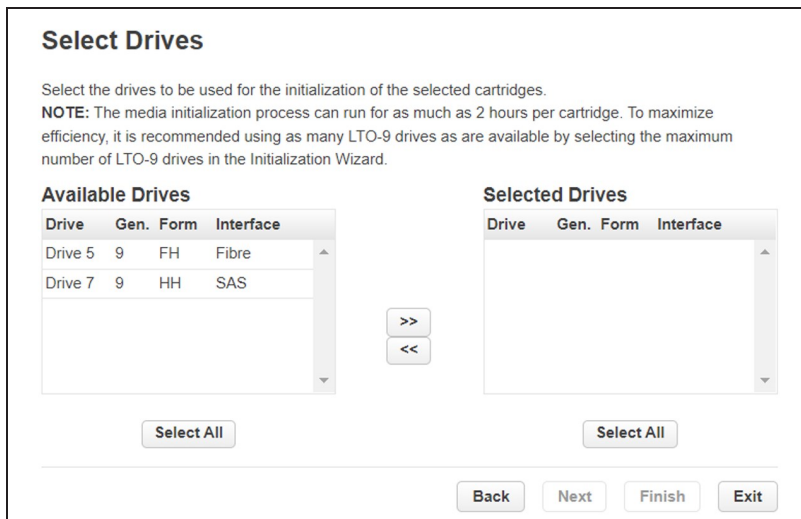 Select Drives
Select the drives to be used for the initialization of the selected cartridges.
NOTE: The media initialization process can run for as much as 2 hours per cartridge. To maximize
efficiency, it is recommended using as many LTO-9 drives as are available by selecting the maximum
number of LTO-9 drives in the Initialization Wizard.
Available Drives
Drive Gen. Form Interface
Drive 5 9 FH Fibre
Drive 7 9 HH SAS
Select All
>>
<<
Selected Drives
Drive Gen. Form Interface
Select All
Back Next Finish Exit